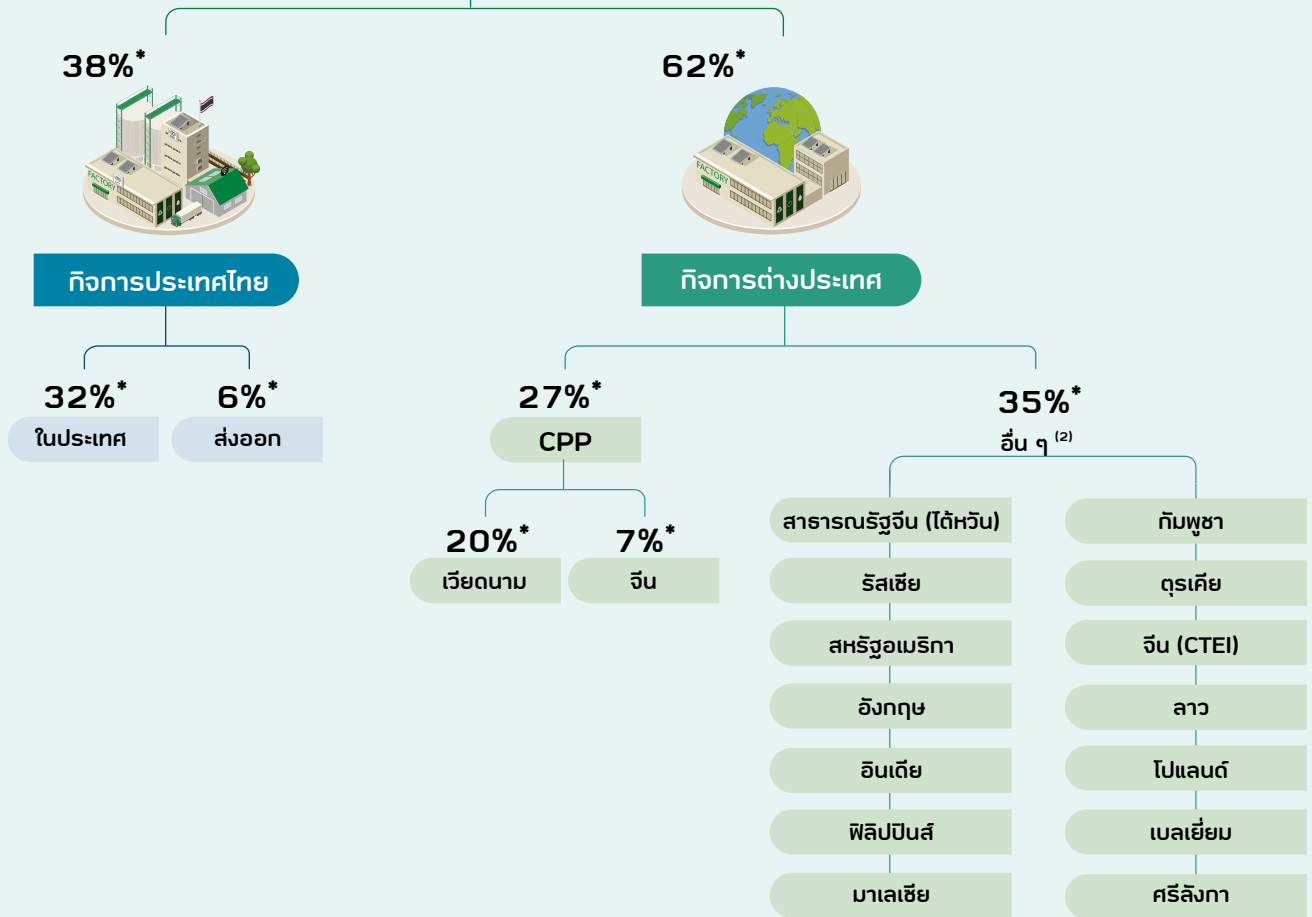 38%*
62%*
FACTORY
FACTORY
กิจการประเทศไทย
กิจการต่างประเทศ
32%*
6%*
27%*
35%*
ในประเทศ
ส่งออก
CPP
อื่น ๆ (2)
20%*
7%*
เวียดนาม
จีน
สาธารณรัฐจีน (ไต้หวัน)
กัมพูชา
รัสเซีย
ตุรเคีย
สหรัฐอเมริกา
จีน (CTEI)
อังกฤษ
ลาว
อินเดีย
โปแลนด์
ฟิลิปปินส์
เบลเยี่ยม
มาเลเซีย
ศรีลังกา